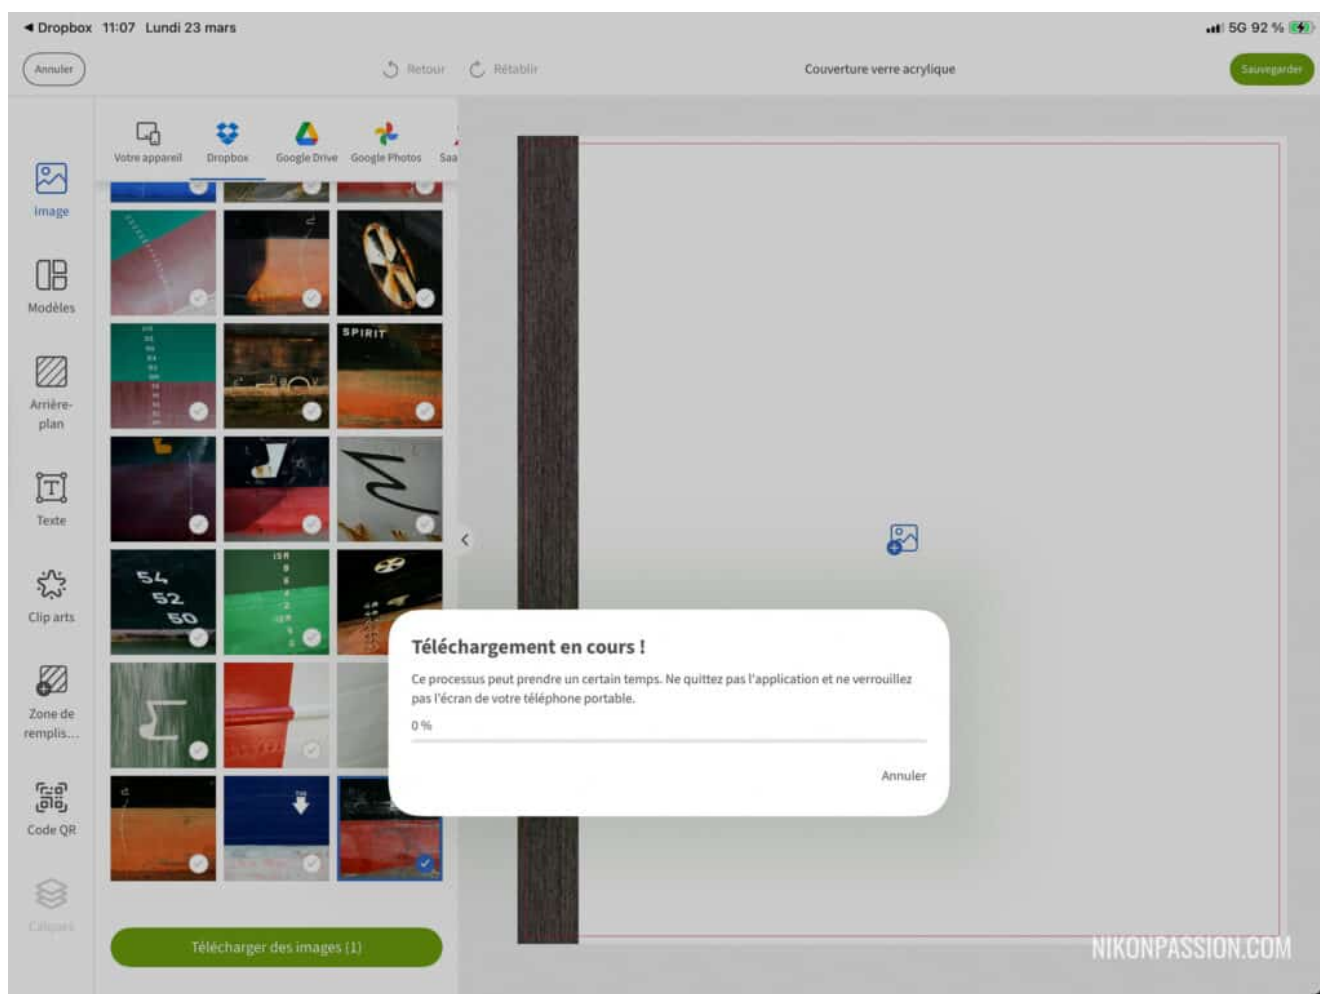 Dropbox 11:07 Lundi 23 mars
5G 92 %
Annuler
Retour
Rétablir
Couverture verre acrylique
Sauvegarder
Votre appareil
Dropbox
Google Drive
Google Photos
Saa
Image
Modèles
Arrière-
plan
Texte
Clip arts
Zone de
remplis...
Code QR
Calques
SPIRIT
54
52
50
Téléchargement en cours !
Ce processus peut prendre un certain temps. Ne quittez pas l'application et ne verrouillez
pas l'écran de votre téléphone portable.
0 %
Annuler
Télécharger des images (1)
NIKONPASSION.COM